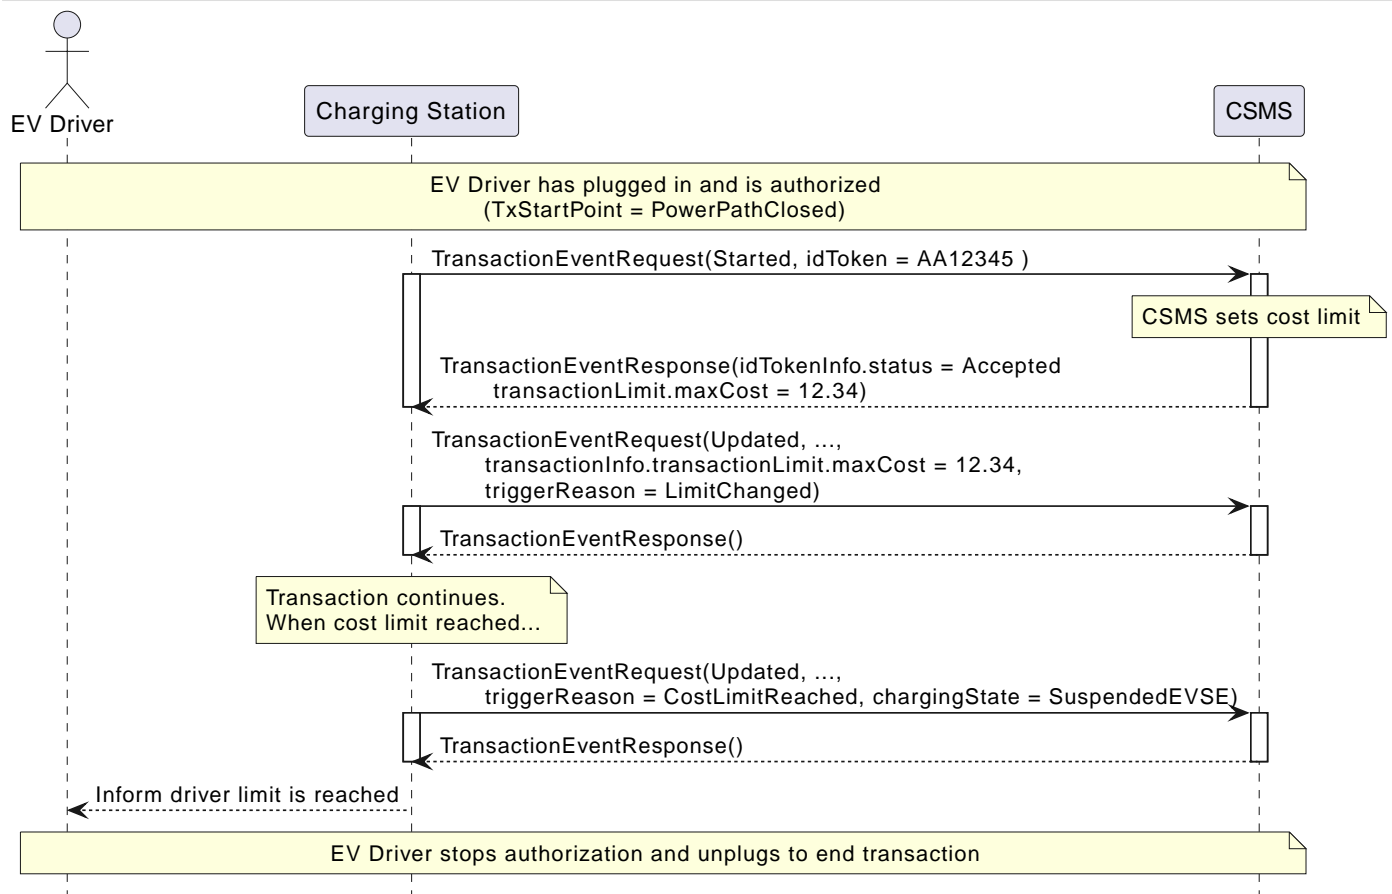 EV Driver
Charging Station
CSMS
EV Driver has plugged in and is authorized
(TxStartPoint = PowerPathClosed)
TransactionEventRequest(Started, idToken = AA12345 )
CSMS sets cost limit
TransactionEventResponse(idTokenInfo.status = Accepted
transactionLimit.maxCost = 12.34)
TransactionEventRequest(Updated, ...,
transactionInfo.transactionLimit.maxCost = 12.34,
triggerReason = LimitChanged)
TransactionEventResponse()
Transaction continues.
When cost limit reached...
TransactionEventRequest(Updated, ...,
triggerReason = CostLimitReached, chargingState = SuspendedEVSE)
TransactionEventResponse()
Inform driver limit is reached
EV Driver stops authorization and unplugs to end transaction